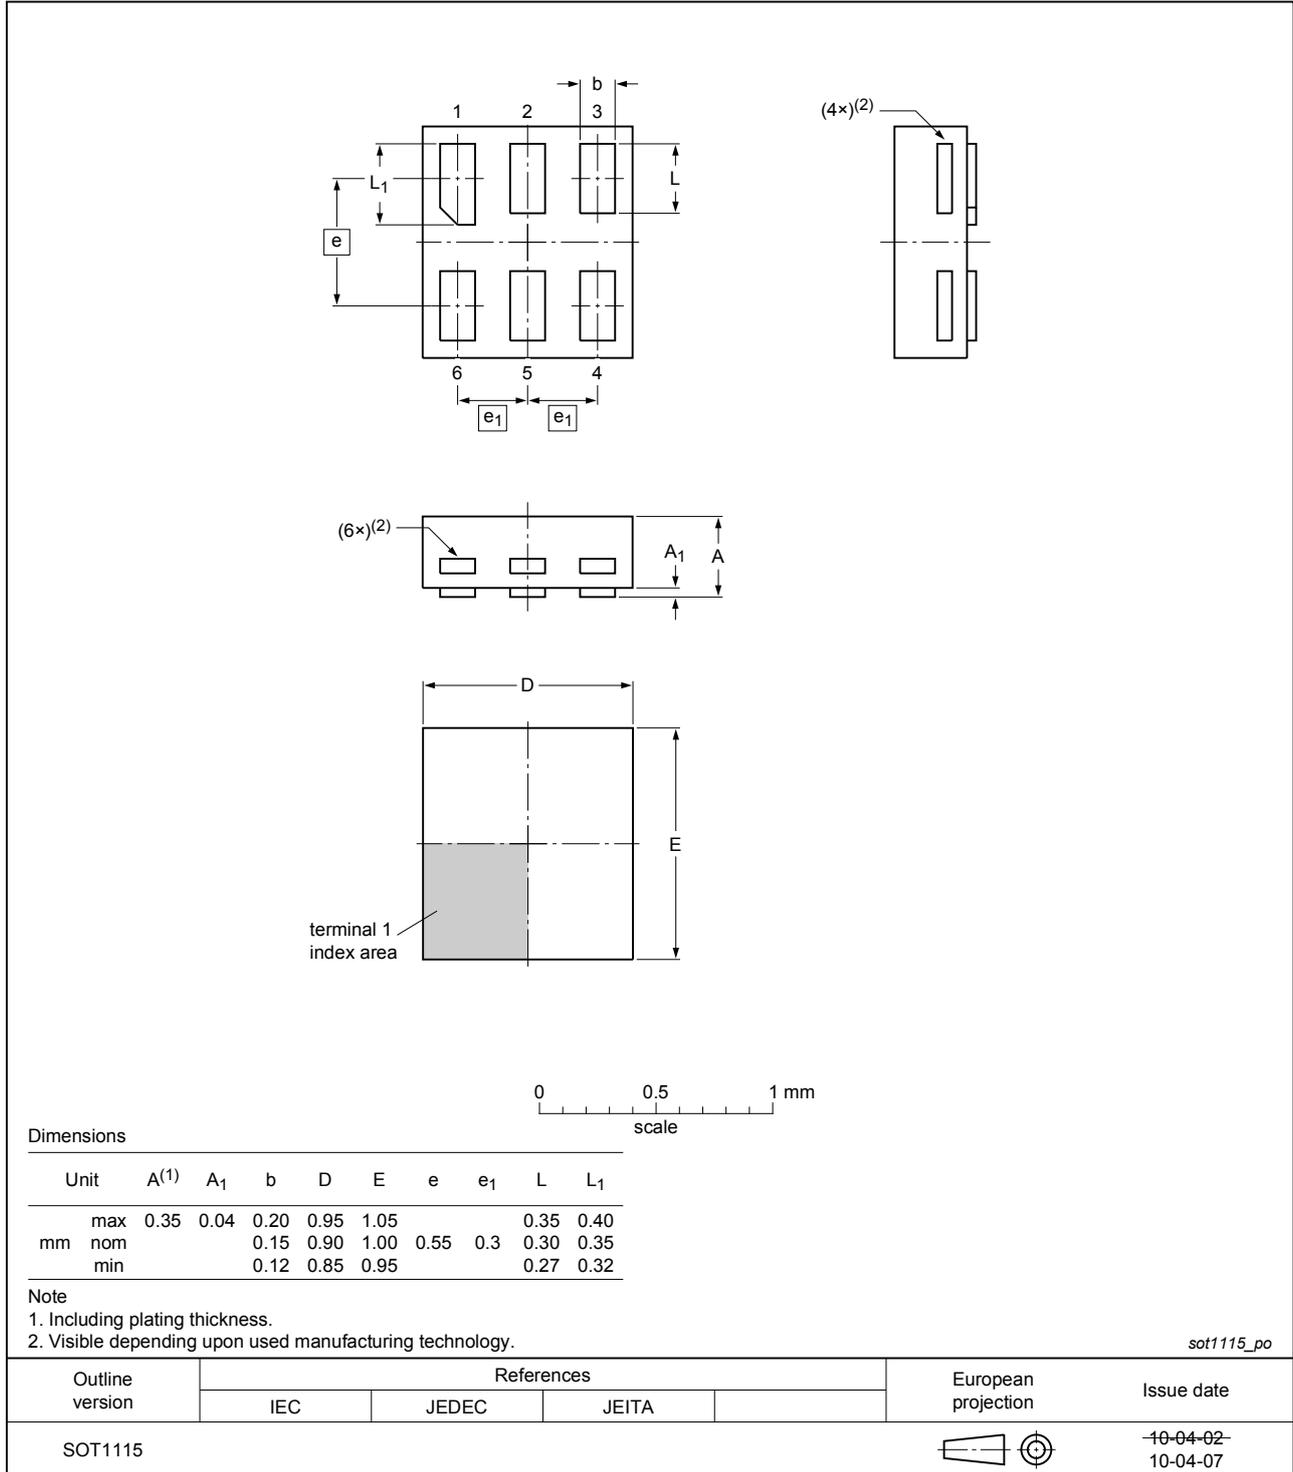 b
1 2 3
(4×)(2)
L1
L
e
6 5 4
e1 e1
(6×)(2)
A1 A
D
E
terminal 1
index area
0 0.5 1 mm
scale
Dimensions
Unit A(1) A1 b D E e e1 L L1
max 0.35 0.04 0.20 0.95 1.05 0.35 0.40
mm nom 0.15 0.90 1.00 0.55 0.3 0.30 0.35
min 0.12 0.85 0.95 0.27 0.32
Note
1. Including plating thickness.
2. Visible depending upon used manufacturing technology.
sot1115_po
Outline
version
References
IEC JEDEC JEITA
European
projection
Issue date
SOT1115
10-04-02
10-04-07